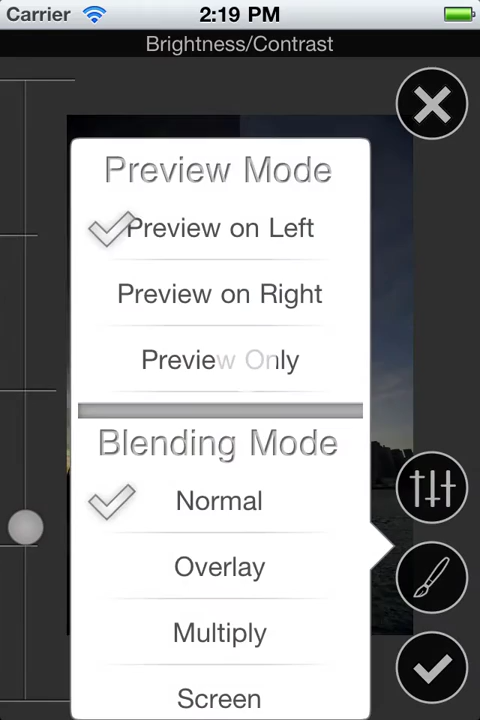 Carrier 2:19 PM
Brightness/Contrast
Preview Mode
Preview on Left
Preview on Right
Preview Only
Blending Mode
Normal
Overlay
Multiply
Screen